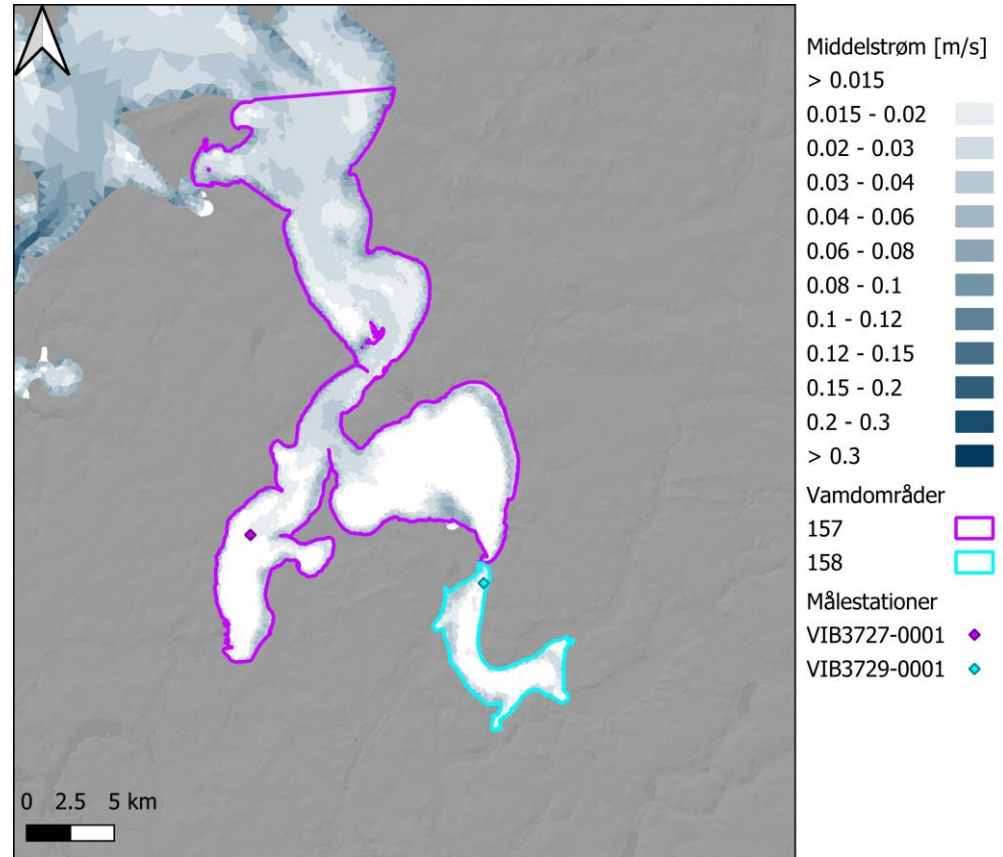 Middelstrøm [m/s]
> 0.015
0.015 - 0.02
0.02 - 0.03
0.03 - 0.04
0.04 - 0.06
0.06 - 0.08
0.08 - 0.1
0.1 - 0.12
0.12 - 0.15
0.15 - 0.2
0.2 - 0.3
> 0.3
Vamdområder
157
158
Målestationer
VIB3727-0001
VIB3729-0001
0 2.5 5 km